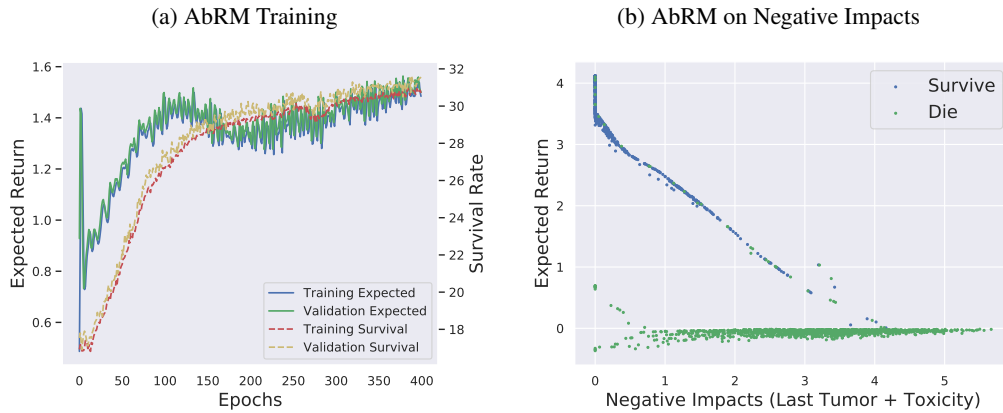 (a) AbRM Training
(b) AbRM on Negative Impacts
1.6
1.4
1.2
1.0
0.8
0.6
Expected Return
32
30
28
26
24
22
20
18
Survival Rate
Training Expected
Validation Expected
Training Survival
Validation Survival
0 50 100 150 200 250 300 350 400
Epochs
4
3
2
1
0
Expected Return
Survive
Die
0 1 2 3 4 5
Negative Impacts (Last Tumor + Toxicity)